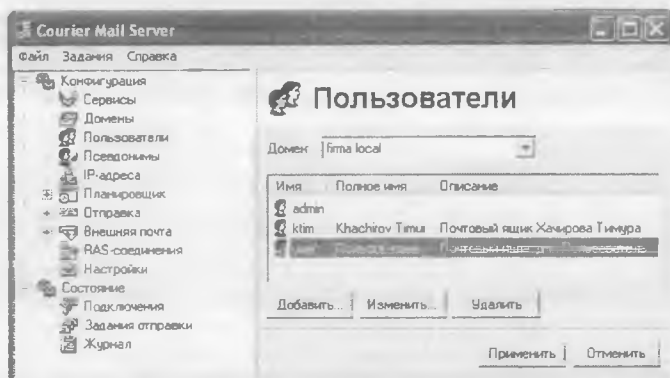 Courier Mail Server
Файл Задания Справка
Конфигурация
Сервисы
Домены
Пользователи
Псевдонимы
IP-адреса
Планировщик
Отправка
Внешняя почта
RAS-соединения
Настройки
Состояние
Подключения
Задания отправки
Журнал
Пользователи
Домен firma local
Имя Полное имя Описание
admin
ktim Khachirov Timur Почтовый ящик Хачирова Тимура
Добавить... Изменить... Удалить
Применить Отменить